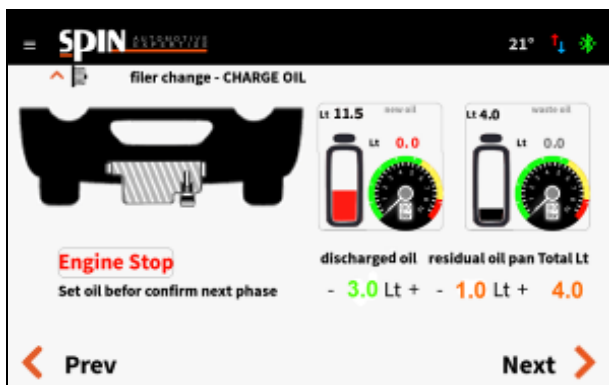 SPIN AUTOMOTIVE EXPERTISE
21°
filer change - CHARGE OIL
Lt 11.5 new oil
Lt 0.0
Lt 4.0 waste oil
Lt 0.0
Engine Stop
Set oil befor confirm next phase
discharged oil residual oil pan Total Lt
- 3.0 Lt + - 1.0 Lt + 4.0
Prev
Next